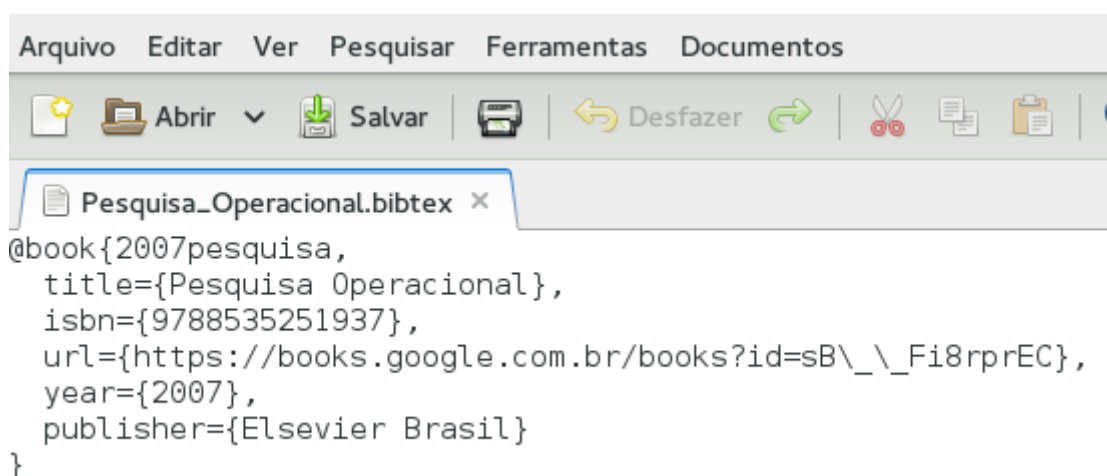 Arquivo Editar Ver Pesquisar Ferramentas Documentos
Abrir Salvar Desfazer
Pesquisa_Operacional.bibtex ×
@book{2007pesquisa,
  title={Pesquisa Operacional},
  isbn={9788535251937},
  url={https://books.google.com.br/books?id=sB\_\_Fi8rprEC},
  year={2007},
  publisher={Elsevier Brasil}
}